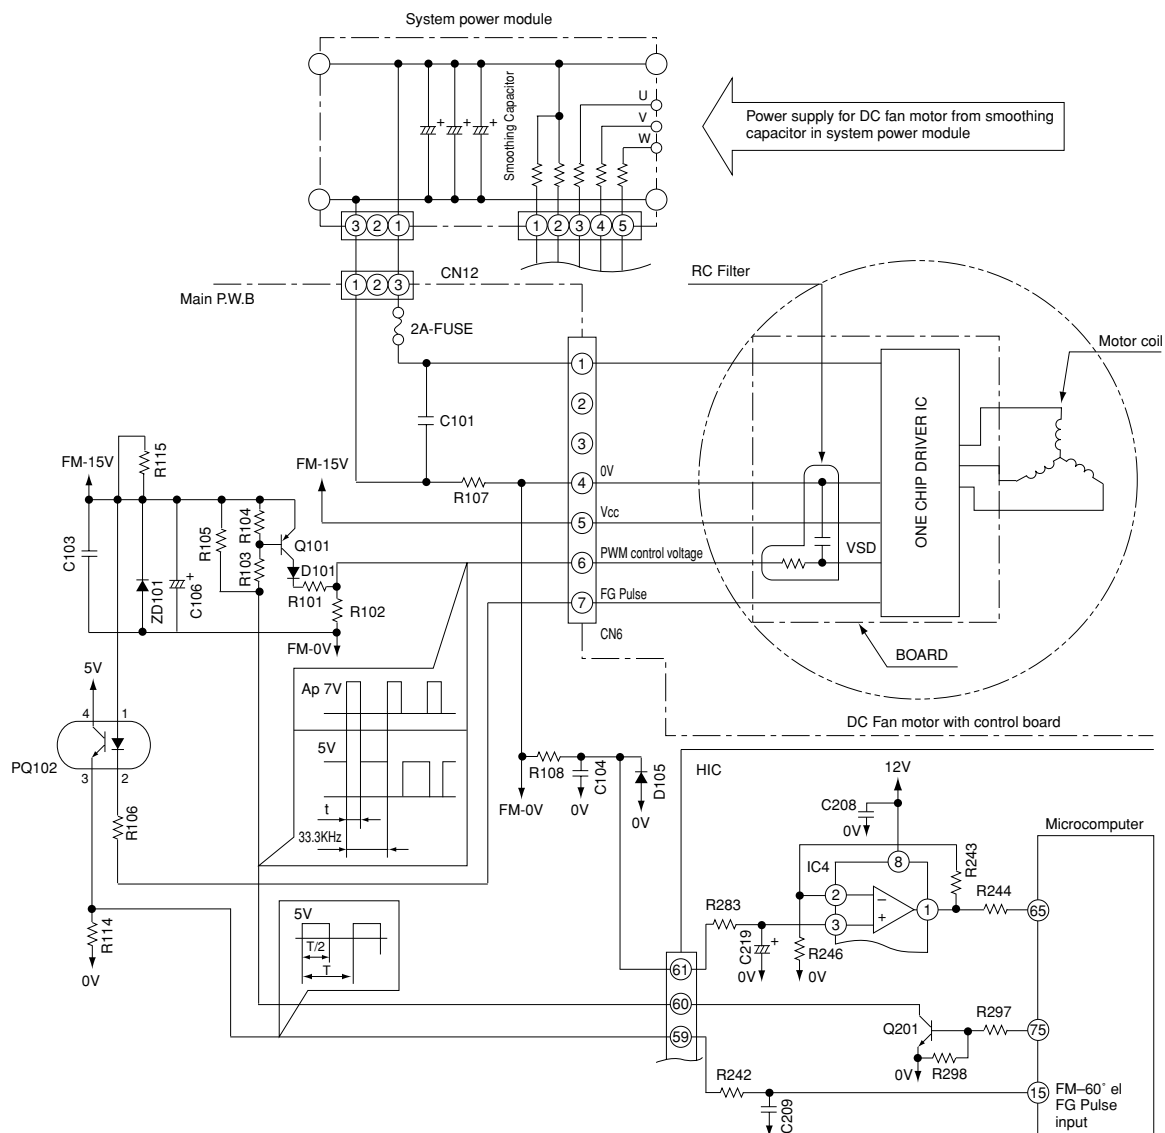 System power module
Smoothing Capacitor
U
V
W
Power supply for DC fan motor from smoothing
capacitor in system power module
3 2 1
1 2 3 4 5
Main P.W.B
1 2 3
CN12
2A-FUSE
RC Filter
Motor coil
1
2
3
4
5
6
7
C101
R107
0V
Vcc
PWM control voltage
FG Pulse
CN6
VSD
ONE CHIP DRIVER IC
BOARD
DC Fan motor with control board
FM-15V
R115
FM-15V
C103
ZD101
C106
+
R105
R104
R103
Q101
D101
R101
R102
FM-0V
5V
4
1
3
2
PQ102
R106
R114
0V
Ap 7V
5V
t
33.3KHz
5V
T/2
T
FM-0V
R108
C104
0V
D105
0V
HIC
12V
C208
0V
IC4
8
2
3
1
−
+
R243
R244
R283
C219
+
0V
R246
0V
61
60
59
Q201
0V
R297
R298
R242
C209
Microcomputer
65
75
15
FM–60˚ el
FG Pulse
input
+
+
+